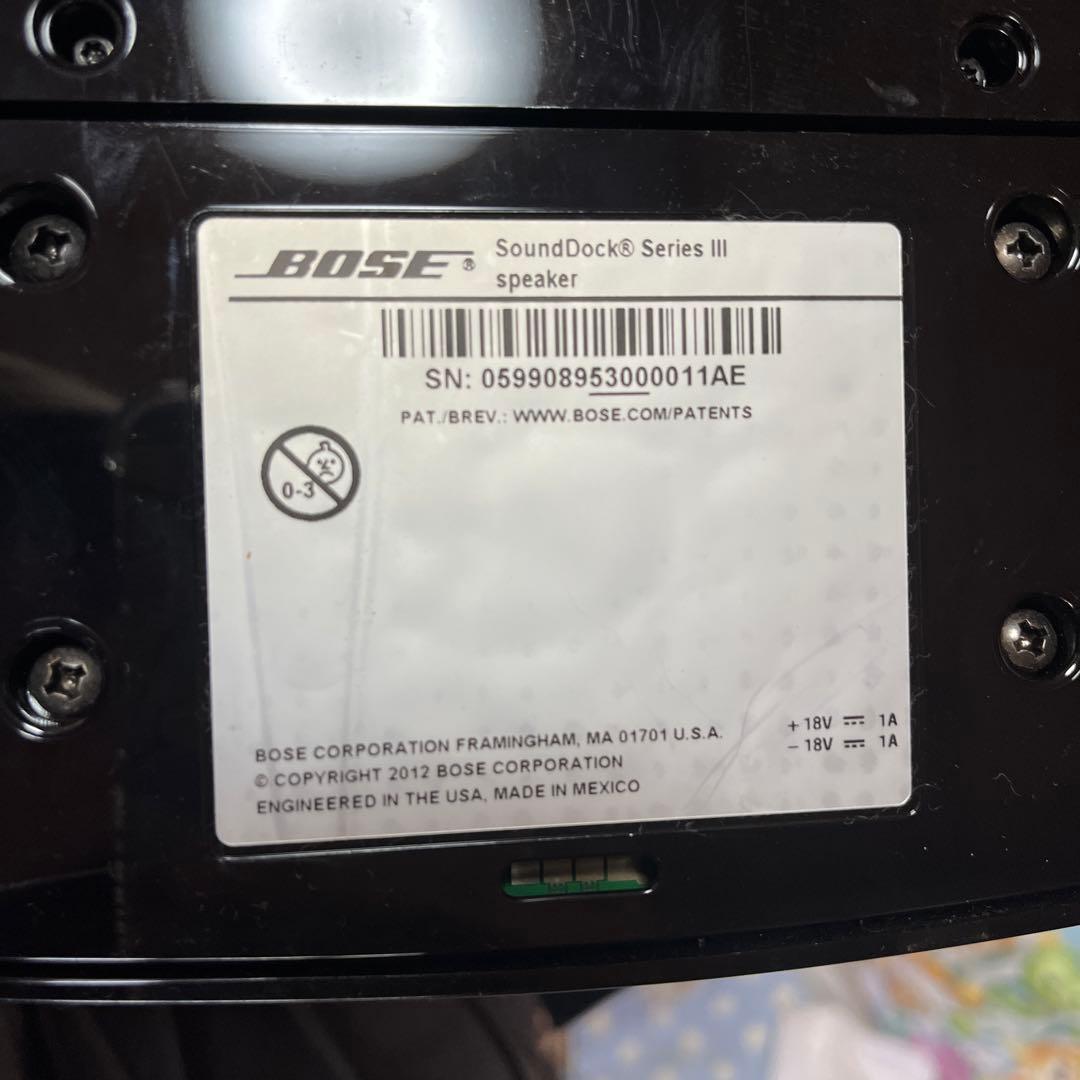 BOSE® SoundDock® Series III
speaker
SN: 059908953000011AE
PAT./BREV.: WWW.BOSE.COM/PATENTS
0-3
+18V ⎓ 1A
−18V ⎓ 1A
BOSE CORPORATION FRAMINGHAM, MA 01701 U.S.A.
© COPYRIGHT 2012 BOSE CORPORATION
ENGINEERED IN THE USA, MADE IN MEXICO